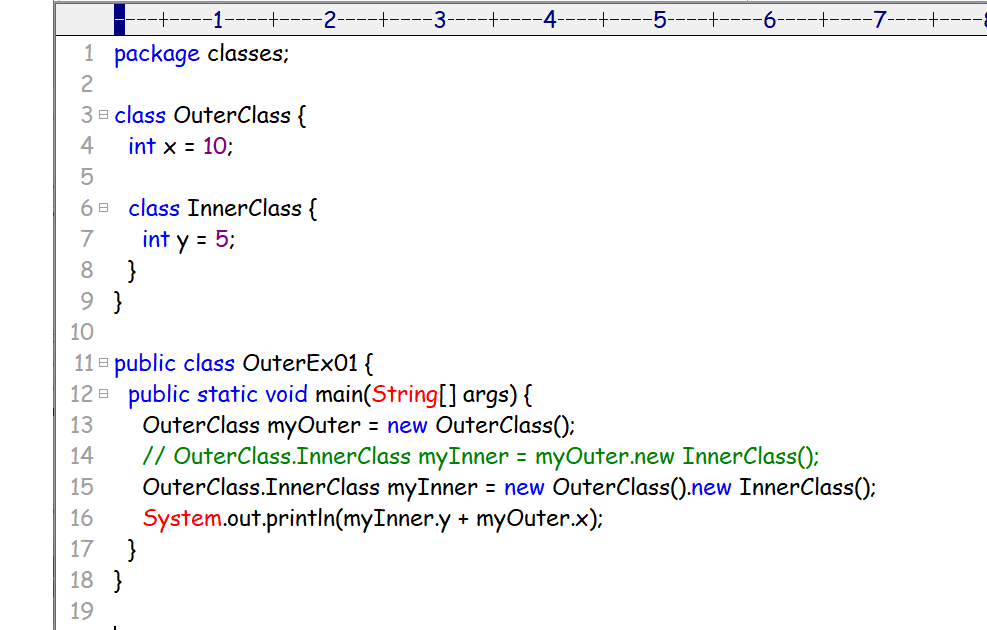 ----+----1----+----2----+----3----+----4----+----5----+----6----+----7----+----8
1 package classes;
2
3 class OuterClass {
4   int x = 10;
5
6   class InnerClass {
7     int y = 5;
8   }
9 }
10
11 public class OuterEx01 {
12   public static void main(String[] args) {
13     OuterClass myOuter = new OuterClass();
14     // OuterClass.InnerClass myInner = myOuter.new InnerClass();
15     OuterClass.InnerClass myInner = new OuterClass().new InnerClass();
16     System.out.println(myInner.y + myOuter.x);
17   }
18 }
19